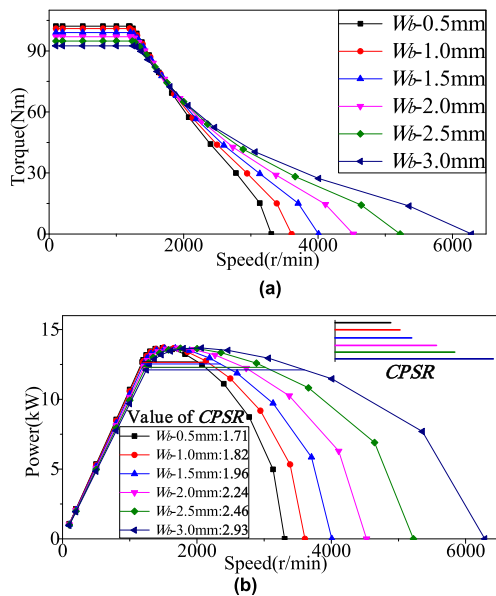 Wb-0.5mm
Wb-1.0mm
Wb-1.5mm
Wb-2.0mm
Wb-2.5mm
Wb-3.0mm
Torque(Nm)
90
60
30
0
2000
4000
6000
Speed(r/min)
(a)
15
10
5
0
Power(kW)
CPSR
Value of CPSR
Wb-0.5mm:1.71
Wb-1.0mm:1.82
Wb-1.5mm:1.96
Wb-2.0mm:2.24
Wb-2.5mm:2.46
Wb-3.0mm:2.93
0
2000
4000
6000
Speed(r/min)
(b)